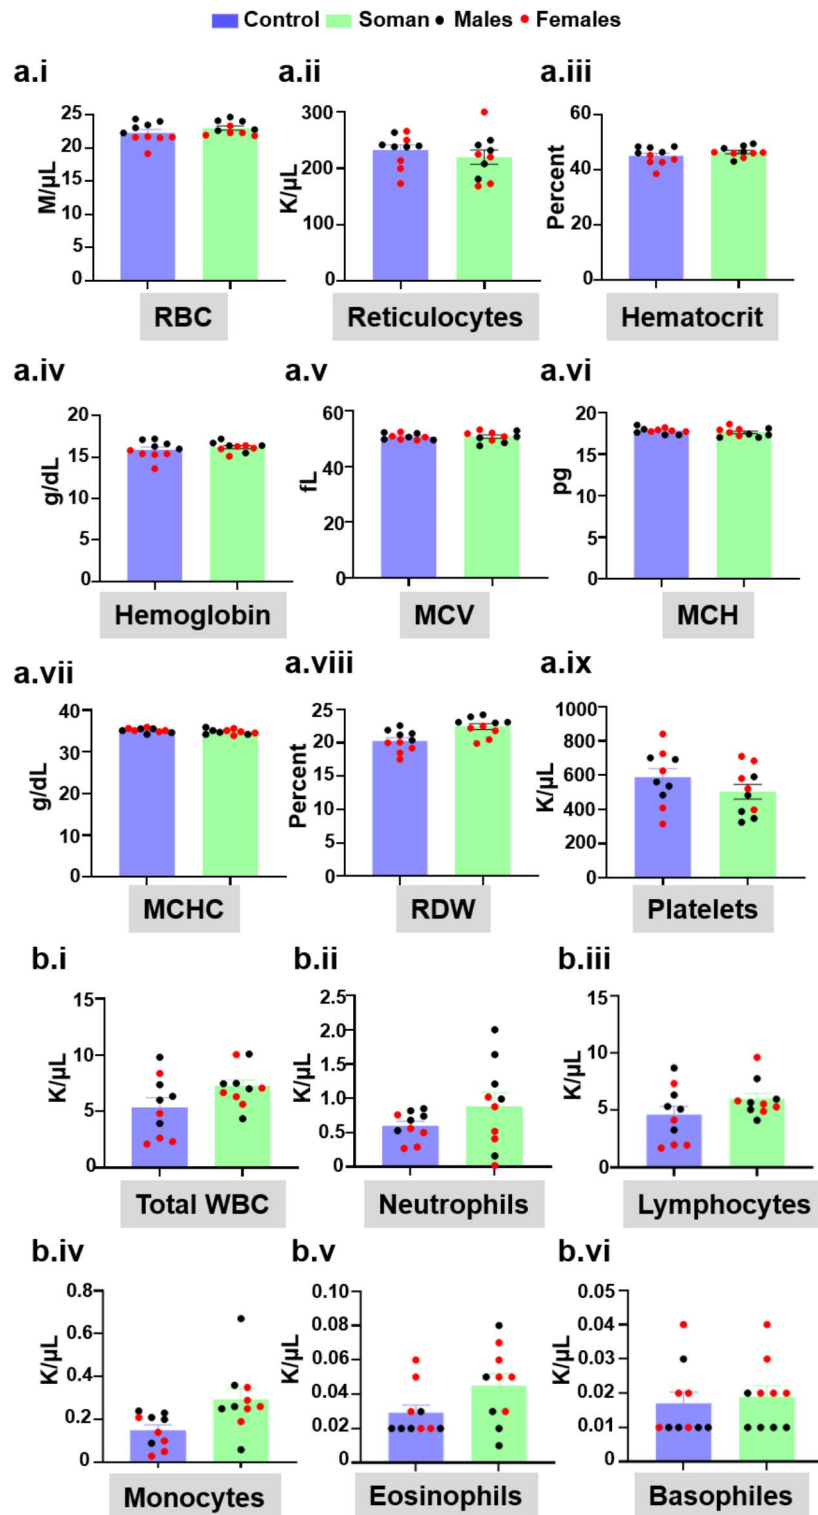 Control Soman Males Females
a.i a.ii a.iii
M/µL 25 20 15 10 5 0
K/µL 300 200 100 0
Percent 60 40 20 0
RBC Reticulocytes Hematocrit
a.iv a.v a.vi
g/dL 20 15 10 5 0
fL 60 40 20 0
pg 20 15 10 5 0
Hemoglobin MCV MCH
a.vii a.viii a.ix
g/dL 40 30 20 10 0
Percent 25 20 15 10 5 0
K/µL 1000 800 600 400 200 0
MCHC RDW Platelets
b.i b.ii b.iii
K/µL 15 10 5 0
K/µL 2.5 2.0 1.5 1.0 0.5 0.0
K/µL 15 10 5 0
Total WBC Neutrophils Lymphocytes
b.iv b.v b.vi
K/µL 0.8 0.6 0.4 0.2 0.0
K/µL 0.10 0.08 0.06 0.04 0.02 0.0
K/µL 0.05 0.04 0.03 0.02 0.01 0.0
Monocytes Eosinophils Basophiles